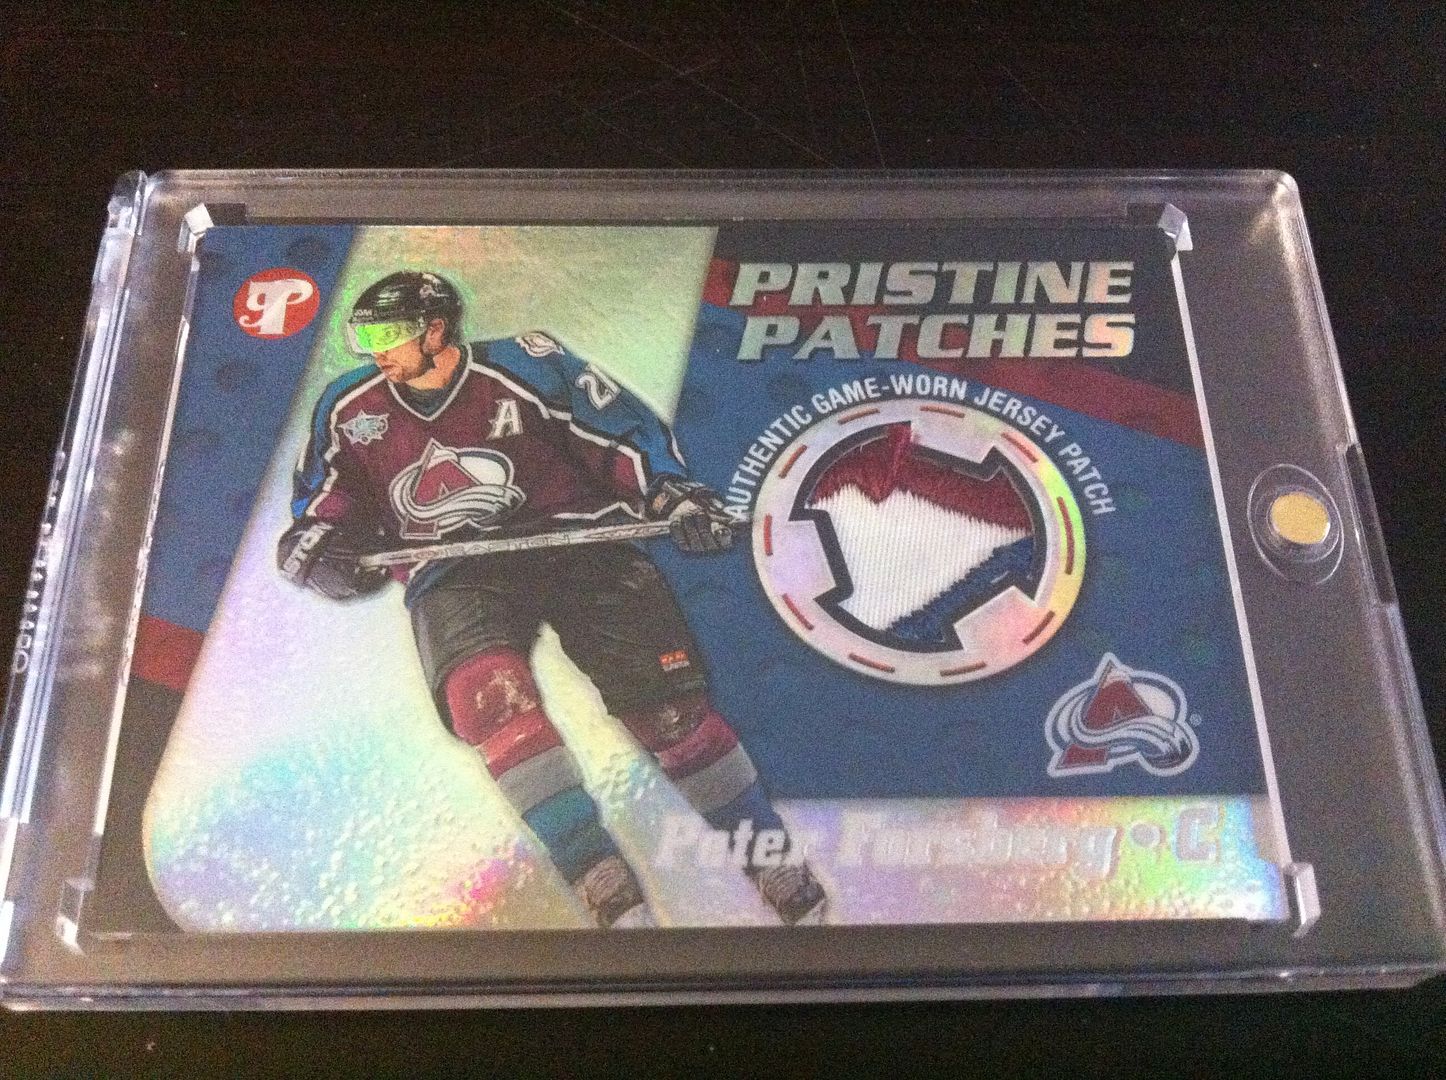 P
PRISTINE
PATCHES
AUTHENTIC GAME-WORN JERSEY PATCH
A
Peter Forsberg • C
®